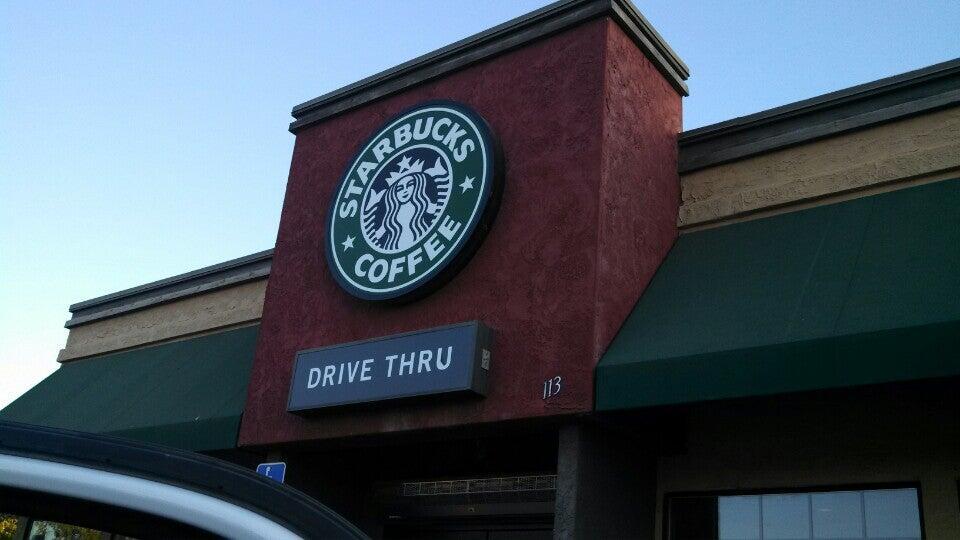 STARBUCKS
COFFEE
DRIVE THRU
113